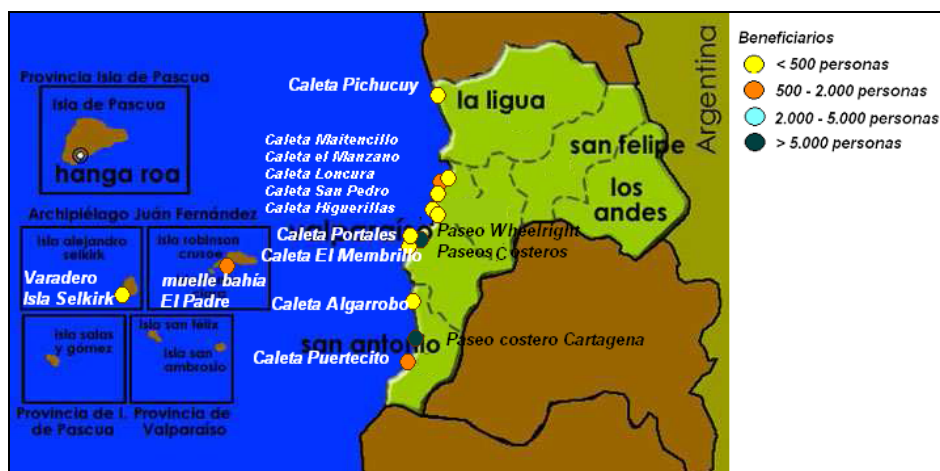 Beneficiarios
< 500 personas
500 - 2.000 personas
2.000 - 5.000 personas
> 5.000 personas
Argentina
Provincia Isla de Pascua
Isla de Pascua
hanga roa
Archipiélago Juán Fernández
Isla alejandro
selkirk
Varadero
Isla Selkirk
Isla robinson
crusoe
muelle bahía
El Padre
Isla salas
y gómez
Isla san félix
Isla san
ambrosio
Provincia de I.
de Pascua
Provincia de
Valparaíso
Caleta Pichucuy
la ligua
Caleta Maitencillo
Caleta el Manzano
Caleta Loncura
Caleta San Pedro
Caleta Higuerillas
san felipe
los
andes
Caleta Portales
Caleta El Membrillo
Paseo Wheelright
Paseos Costeros
Caleta Algarrobo
san antonio
Paseo costero Cartagena
Caleta Puertecito